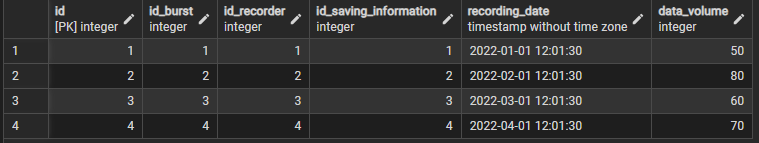 id id_burst id_recorder id_saving_information recording_date data_volume
[PK] integer integer integer integer timestamp without time zone integer
1 1 1 1 1 2022-01-01 12:01:30 50
2 2 2 2 2 2022-02-01 12:01:30 80
3 3 3 3 3 2022-03-01 12:01:30 60
4 4 4 4 4 2022-04-01 12:01:30 70